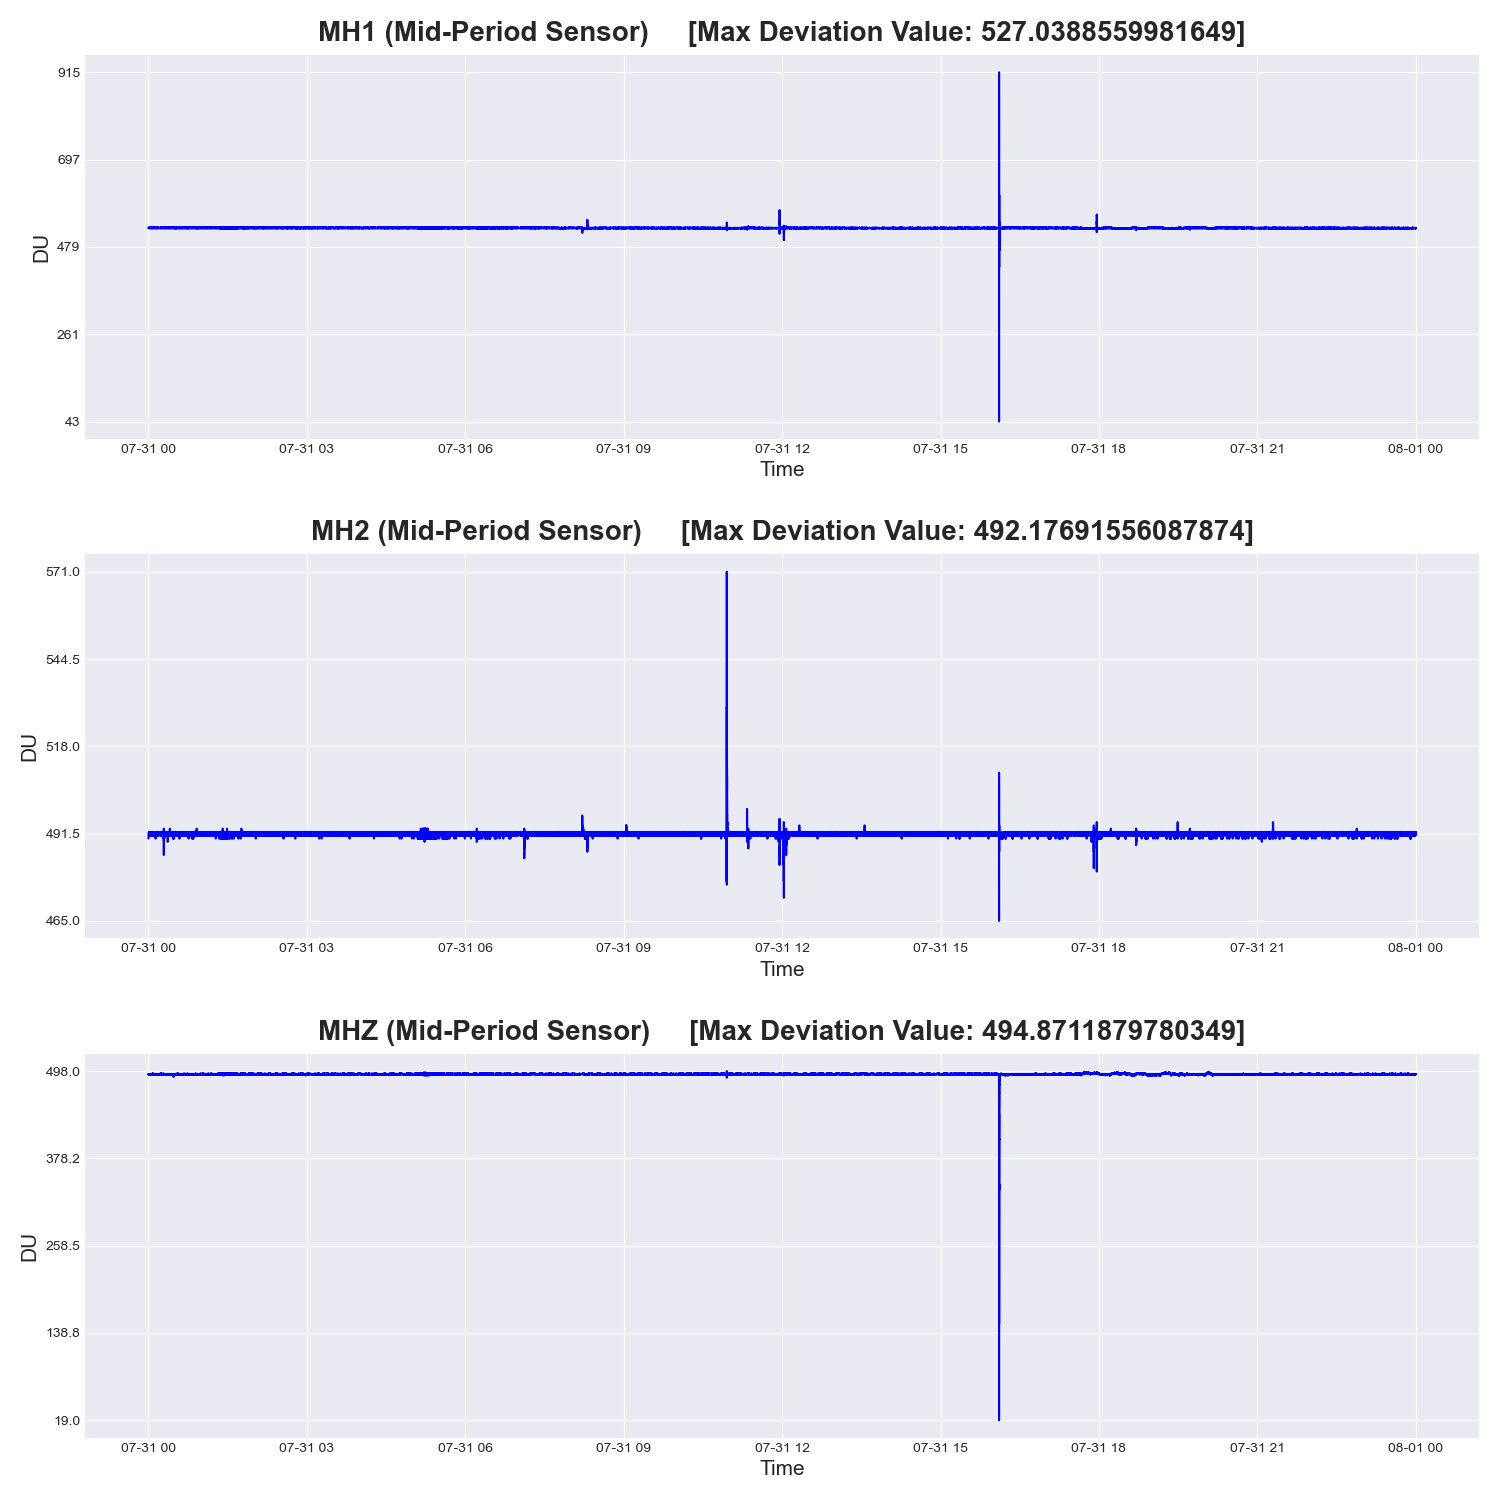 MH1 (Mid-Period Sensor) [Max Deviation Value: 527.0388559981649]
915
697
479
261
43
DU
07-31 00 07-31 03 07-31 06 07-31 09 07-31 12 07-31 15 07-31 18 07-31 21 08-01 00
Time
MH2 (Mid-Period Sensor) [Max Deviation Value: 492.17691556087874]
571.0
544.5
518.0
491.5
465.0
DU
07-31 00 07-31 03 07-31 06 07-31 09 07-31 12 07-31 15 07-31 18 07-31 21 08-01 00
Time
MHZ (Mid-Period Sensor) [Max Deviation Value: 494.8711879780349]
498.0
378.2
258.5
138.8
19.0
DU
07-31 00 07-31 03 07-31 06 07-31 09 07-31 12 07-31 15 07-31 18 07-31 21 08-01 00
Time